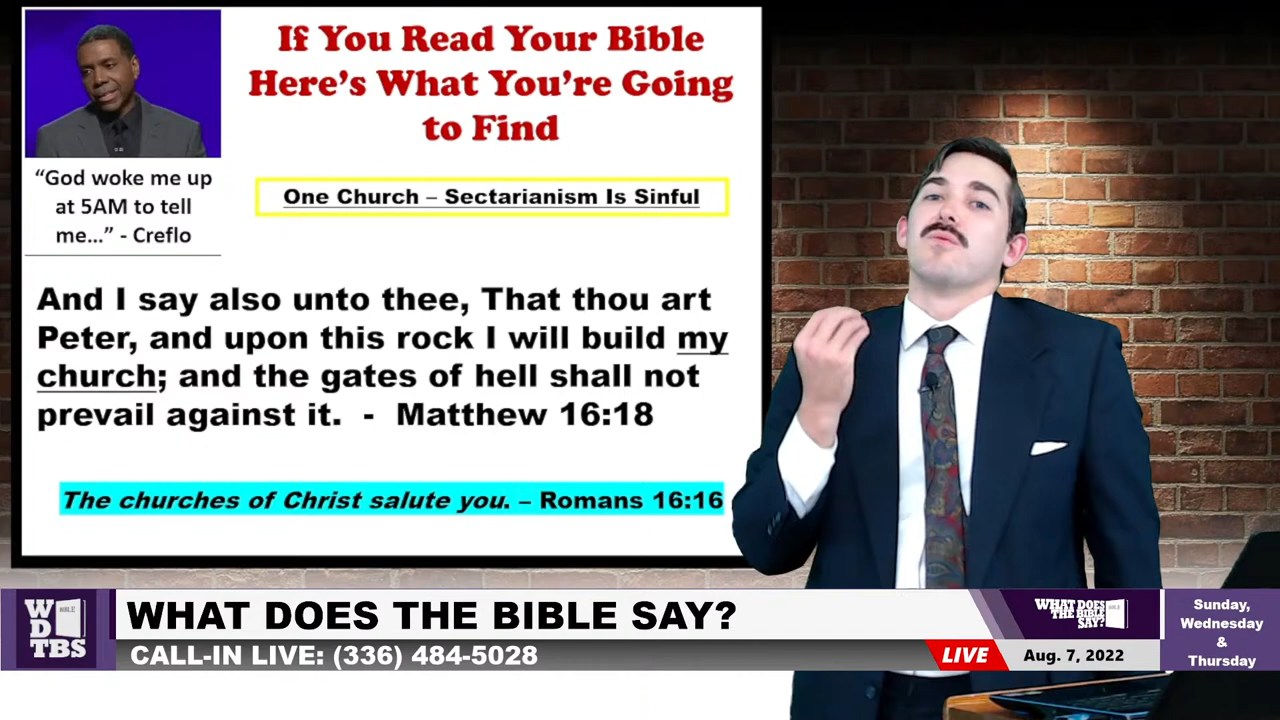 If You Read Your Bible
Here's What You're Going
to Find
"God woke me up
at 5AM to tell
me..." - Creflo
One Church – Sectarianism Is Sinful
And I say also unto thee, That thou art
Peter, and upon this rock I will build my
church; and the gates of hell shall not
prevail against it. - Matthew 16:18
The churches of Christ salute you. – Romans 16:16
W
D
TBS
BIBLE
WHAT DOES THE BIBLE SAY?
CALL-IN LIVE: (336) 484-5028
WHAT DOES
THE BIBLE
SAY?
LIVE
Aug. 7, 2022
Sunday,
Wednesday
&
Thursday